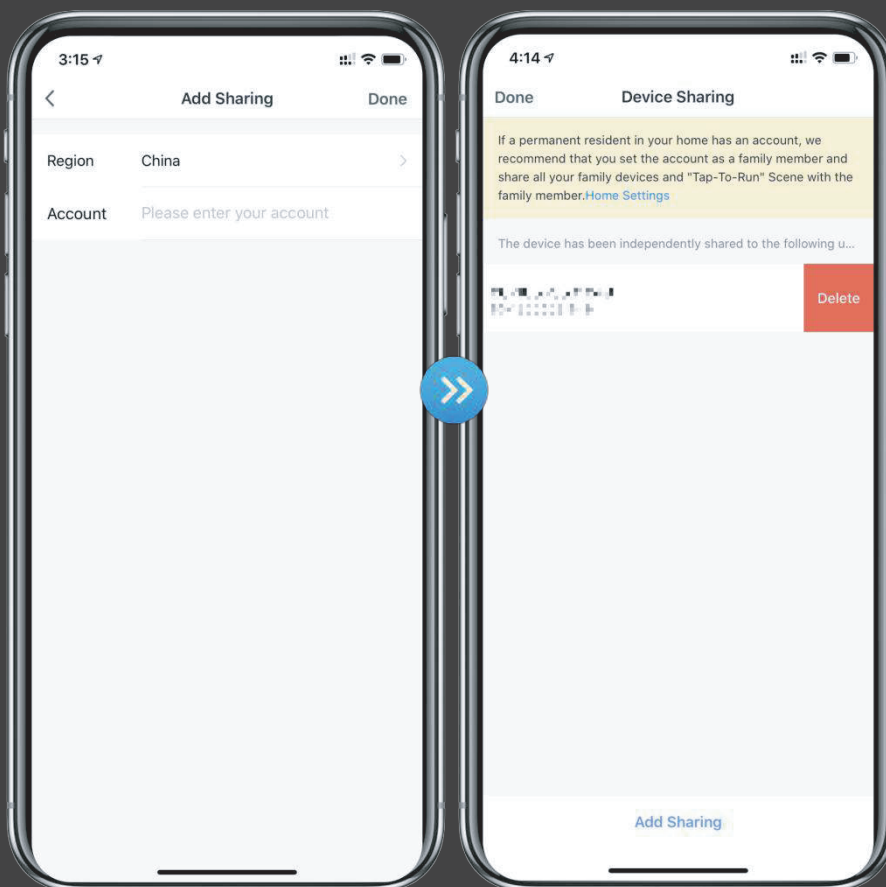 3:15
Add Sharing
Done
Region
China
Account
Please enter your account
4:14
Done
Device Sharing
If a permanent resident in your home has an account, we
recommend that you set the account as a family member and
share all your family devices and "Tap-To-Run" Scene with the
family member.Home Settings
The device has been independently shared to the following u...
Delete
Add Sharing